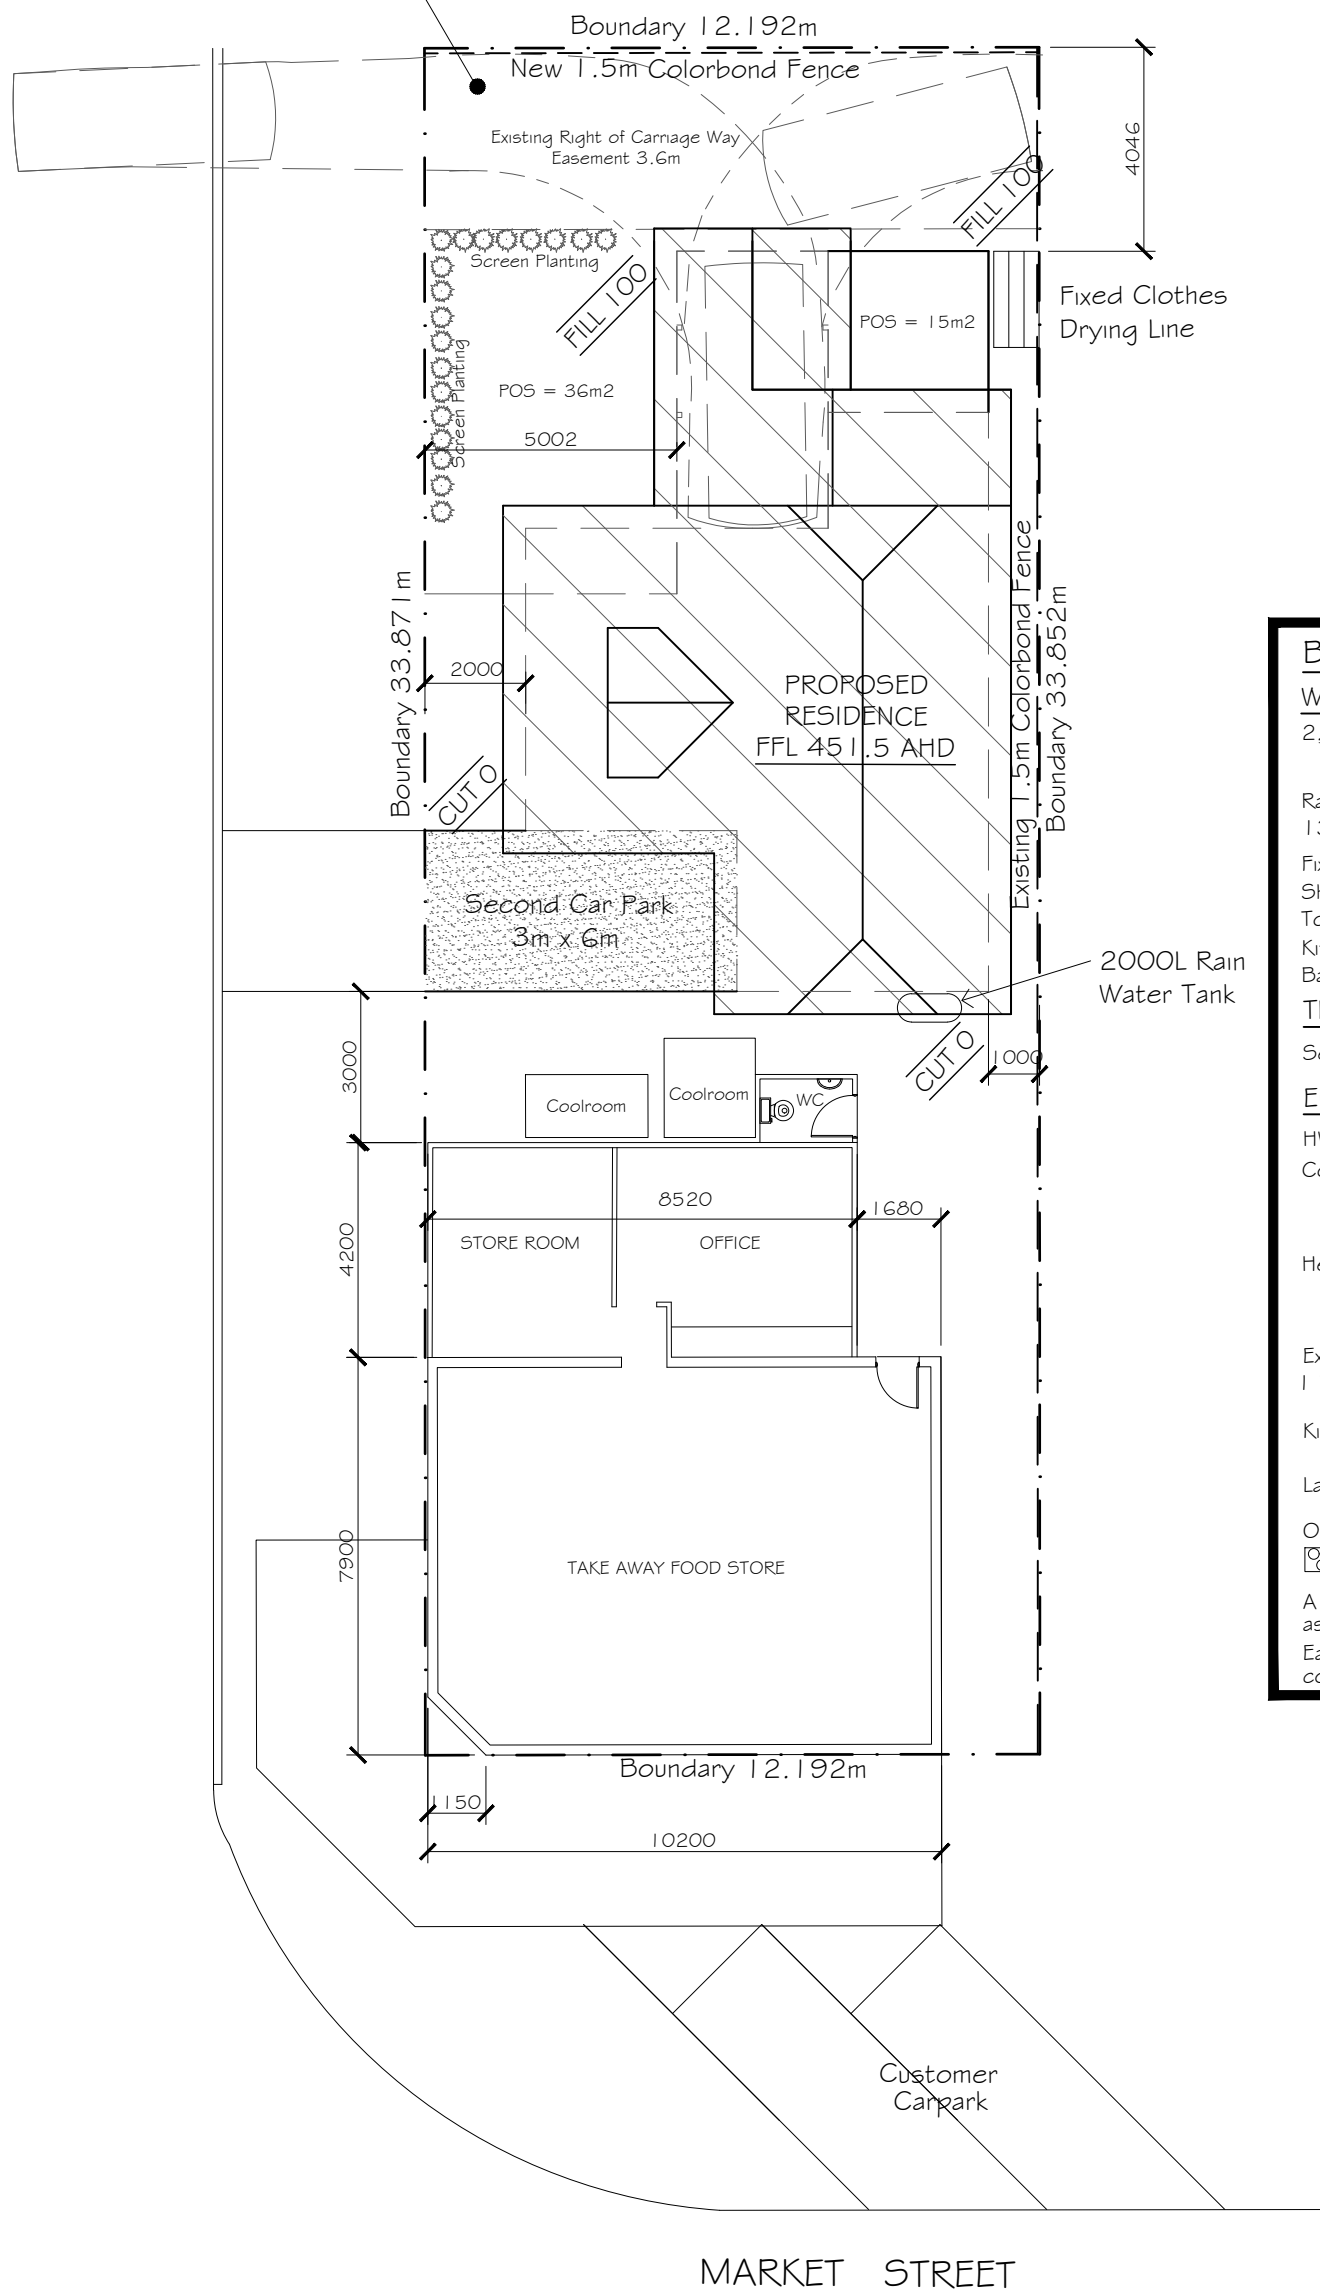 Boundary 12.192m
New 1.5m Colorbond Fence
Existing Right of Carriage Way
Easement 3.6m
4046
FILL 100
Screen Planting
FILL 100
Fixed Clothes
Drying Line
POS = 15m2
Screen Planting
POS = 36m2
5002
Existing 1.5m Colorbond Fence
Boundary 33.871m
Boundary 33.852m
2000
PROPOSED
RESIDENCE
FFL 451.5 AHD
CUT 0
Second Car Park
3m x 6m
2000L Rain
Water Tank
CUT 0
1000
3000
Coolroom
Coolroom
WC
8520
1680
4200
STORE ROOM
OFFICE
7900
TAKE AWAY FOOD STORE
Boundary 12.192m
1150
10200
Customer
Carpark
MARKET STREET